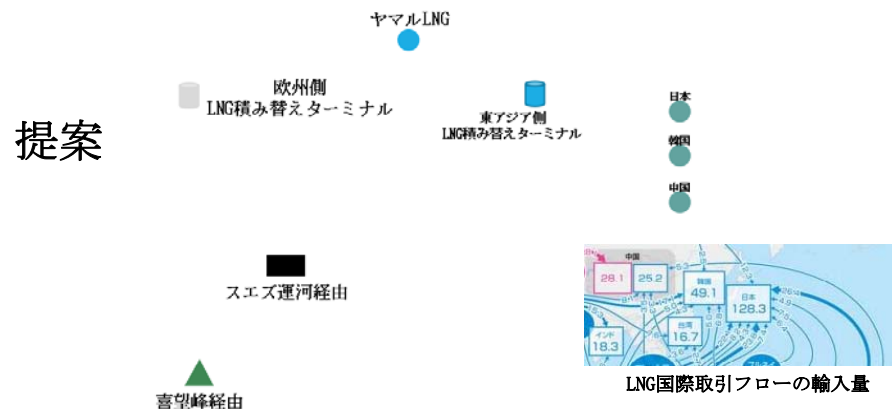 ヤマルLNG
欧州側
LNG積み替えターミナル
東アジア側
LNG積み替えターミナル
日本
韓国
中国
提案
スエズ運河経由
喜望峰経由
中国
28.1
25.2
韓国
49.1
日本
128.3
台湾
16.7
インド
18.3
LNG国際取引フローの輸入量